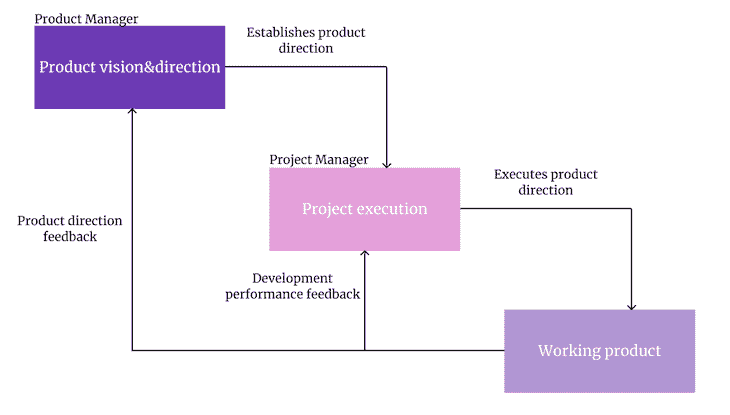 Product Manager
Product vision&direction
Establishes product
direction
Project Manager
Project execution
Executes product
direction
Product direction
feedback
Development
performance feedback
Working product